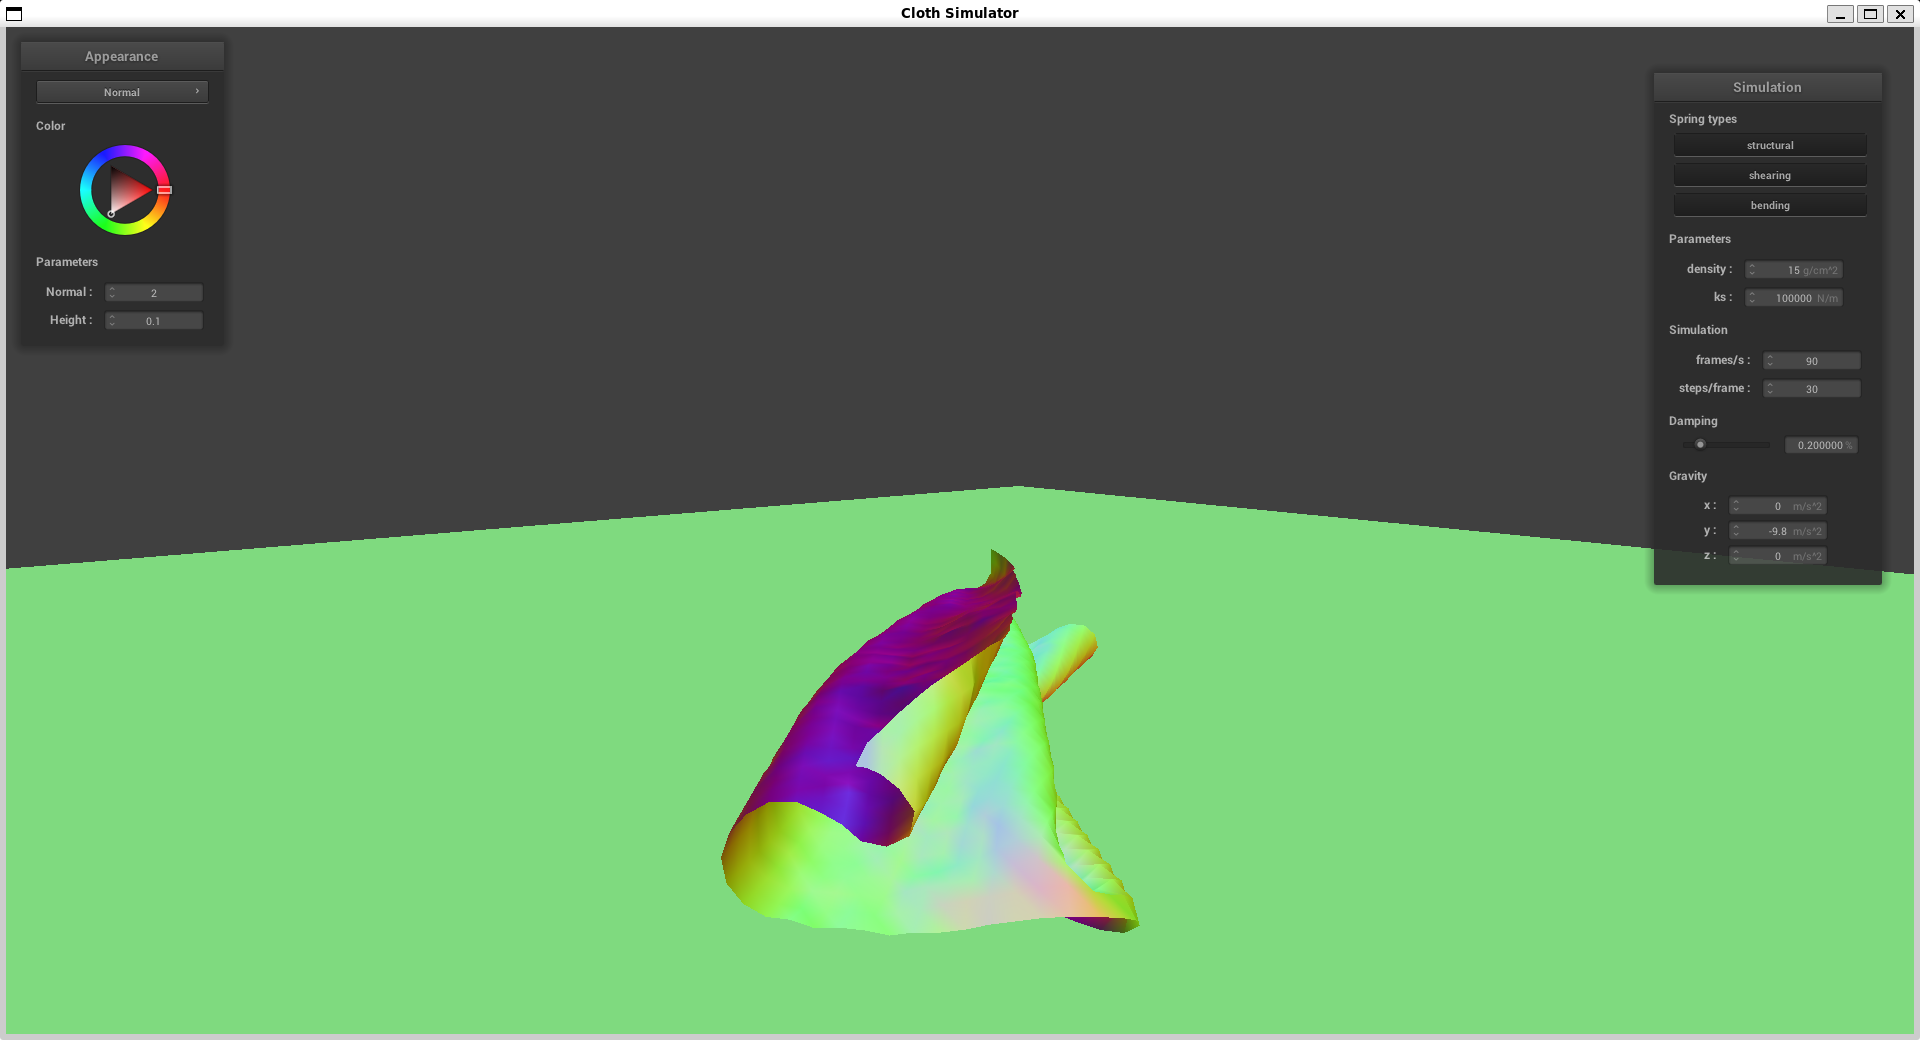 Cloth Simulator
Appearance
Normal
Color
Parameters
Normal : 2
Height : 0.1
Simulation
Spring types
structural
shearing
bending
Parameters
density : 15 g/cm^2
ks : 100000 N/m
Simulation
frames/s : 90
steps/frame : 30
Damping
0.200000 %
Gravity
x : 0 m/s^2
y : -9.8 m/s^2
z : 0 m/s^2